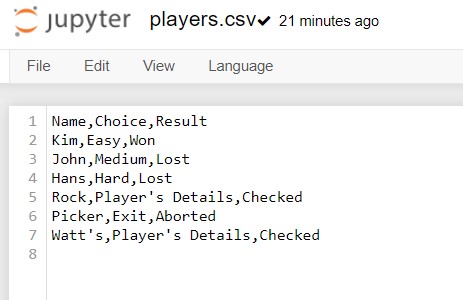 jupyter players.csv✔ 21 minutes ago
File Edit View Language
1 Name,Choice,Result
2 Kim,Easy,Won
3 John,Medium,Lost
4 Hans,Hard,Lost
5 Rock,Player's Details,Checked
6 Picker,Exit,Aborted
7 Watt's,Player's Details,Checked
8